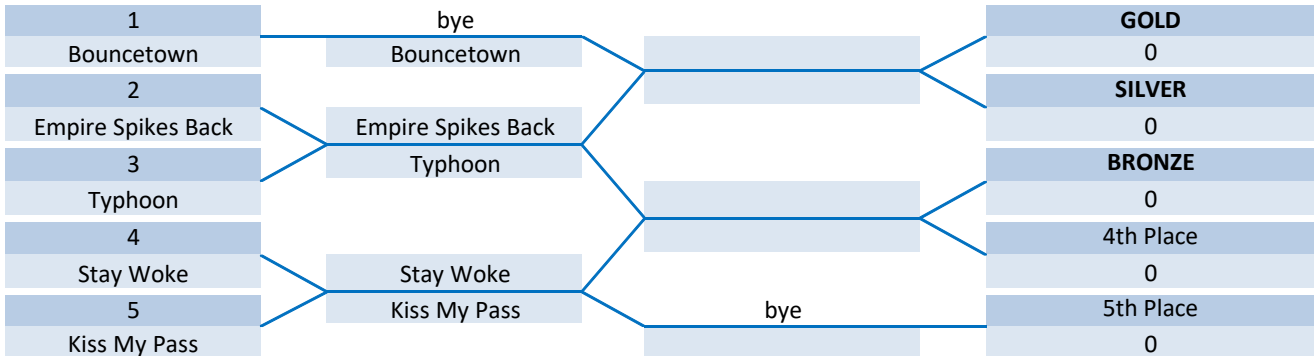 1
Bouncetown
2
Empire Spikes Back
3
Typhoon
4
Stay Woke
5
Kiss My Pass
bye
Bouncetown
Empire Spikes Back
Typhoon
Stay Woke
Kiss My Pass
bye
GOLD
0
SILVER
0
BRONZE
0
4th Place
0
5th Place
0